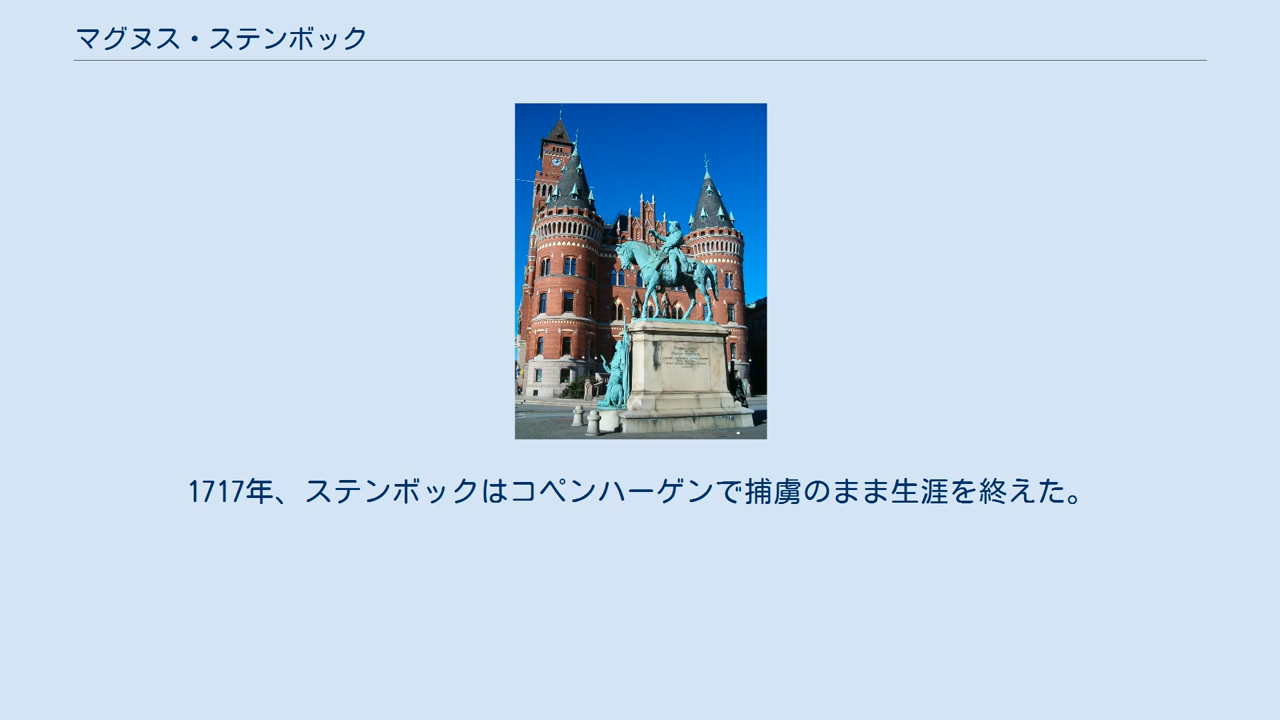 マグヌス・ステンボック
1717年、ステンボックはコペンハーゲンで捕虜のまま生涯を終えた。